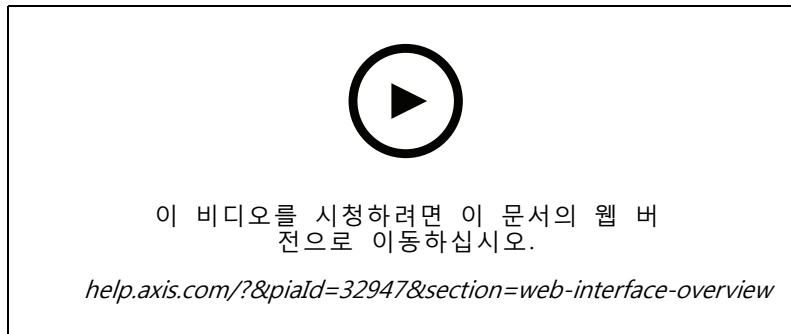 이 비디오를 시청하려면 이 문서의 웹 버
전으로 이동하십시오.
help.axis.com/?&piaId=32947&section=web-interface-overview